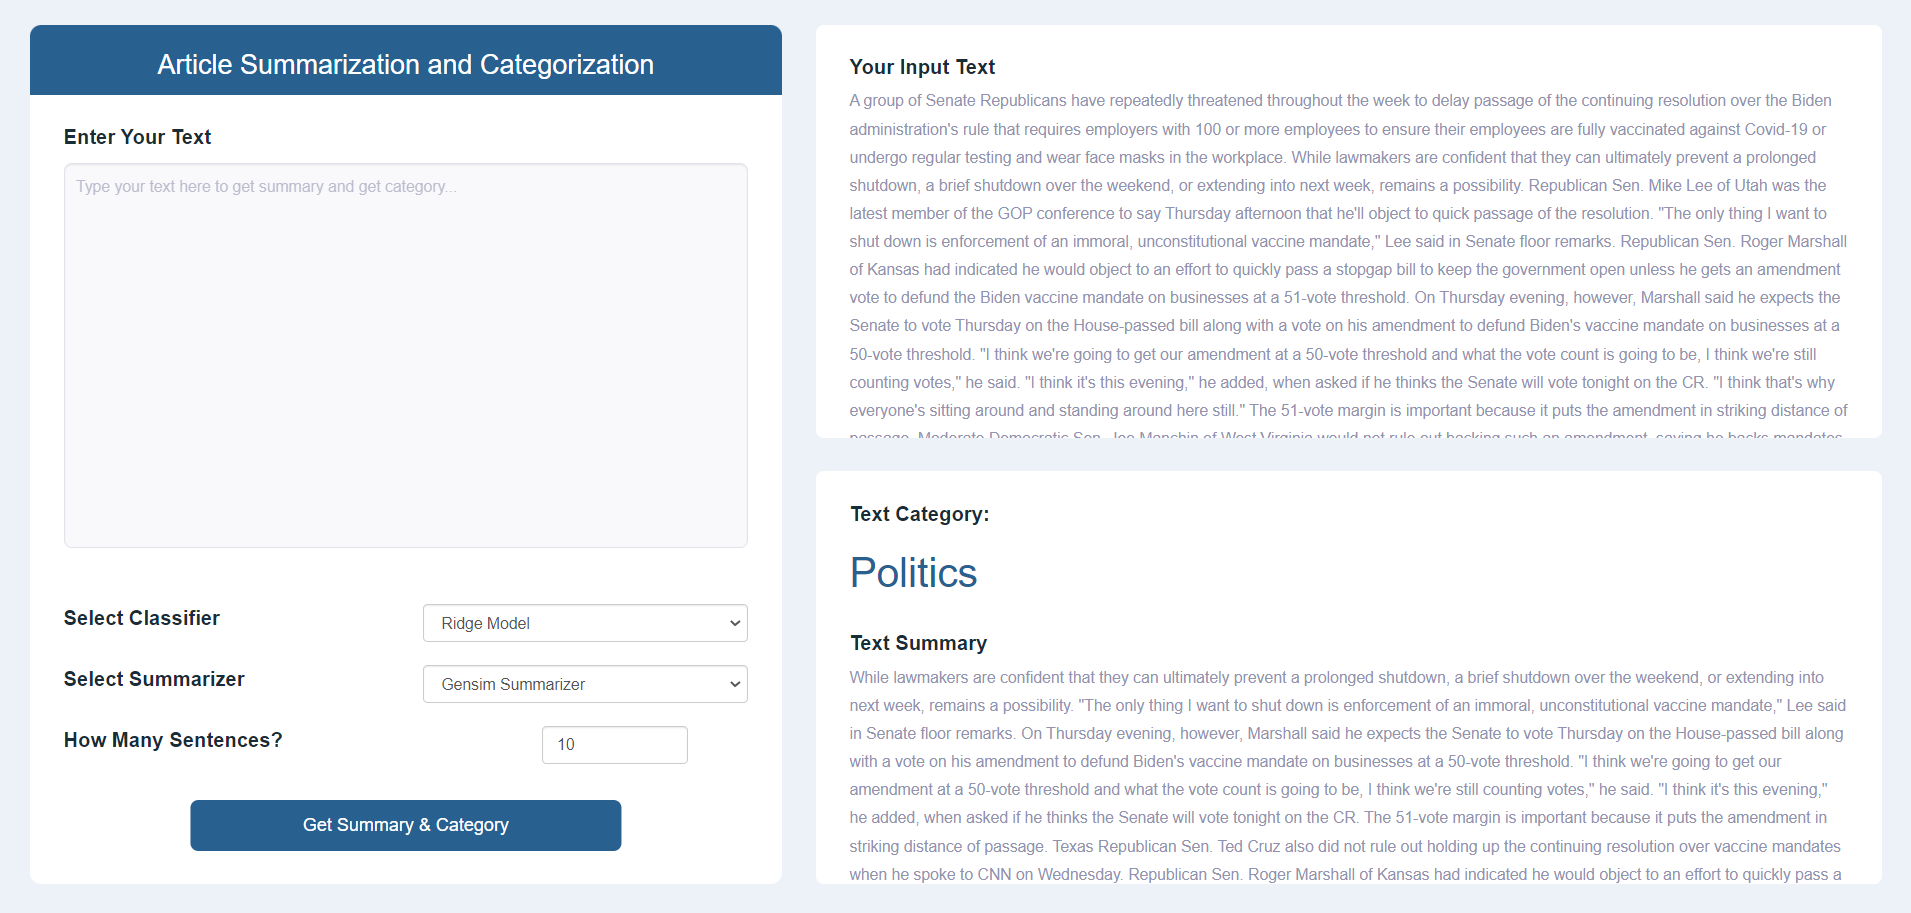 Article Summarization and Categorization
Enter Your Text
Type your text here to get summary and get category...
Select Classifier
Ridge Model
Select Summarizer
Gensim Summarizer
How Many Sentences?
10
Get Summary & Category
Your Input Text
A group of Senate Republicans have repeatedly threatened throughout the week to delay passage of the continuing resolution over the Biden
administration's rule that requires employers with 100 or more employees to ensure their employees are fully vaccinated against Covid-19 or
undergo regular testing and wear face masks in the workplace. While lawmakers are confident that they can ultimately prevent a prolonged
shutdown, a brief shutdown over the weekend, or extending into next week, remains a possibility. Republican Sen. Mike Lee of Utah was the
latest member of the GOP conference to say Thursday afternoon that he'll object to quick passage of the resolution. "The only thing I want to
shut down is enforcement of an immoral, unconstitutional vaccine mandate," Lee said in Senate floor remarks. Republican Sen. Roger Marshall
of Kansas had indicated he would object to an effort to quickly pass a stopgap bill to keep the government open unless he gets an amendment
vote to defund the Biden vaccine mandate on businesses at a 51-vote threshold. On Thursday evening, however, Marshall said he expects the
Senate to vote Thursday on the House-passed bill along with a vote on his amendment to defund Biden's vaccine mandate on businesses at a
50-vote threshold. "I think we're going to get our amendment at a 50-vote threshold and what the vote count is going to be, I think we're still
counting votes," he said. "I think it's this evening," he added, when asked if he thinks the Senate will vote tonight on the CR. "I think that's why
everyone's sitting around and standing around here still." The 51-vote margin is important because it puts the amendment in striking distance of
passage. Moderate Democratic Sen. Joe Manchin of West Virginia would not rule out backing such an amendment, saying he backs mandates
Text Category:
Politics
Text Summary
While lawmakers are confident that they can ultimately prevent a prolonged shutdown, a brief shutdown over the weekend, or extending into
next week, remains a possibility. "The only thing I want to shut down is enforcement of an immoral, unconstitutional vaccine mandate," Lee said
in Senate floor remarks. On Thursday evening, however, Marshall said he expects the Senate to vote Thursday on the House-passed bill along
with a vote on his amendment to defund Biden's vaccine mandate on businesses at a 50-vote threshold. "I think we're going to get our
amendment at a 50-vote threshold and what the vote count is going to be, I think we're still counting votes," he said. "I think it's this evening,"
he added, when asked if he thinks the Senate will vote tonight on the CR. The 51-vote margin is important because it puts the amendment in
striking distance of passage. Texas Republican Sen. Ted Cruz also did not rule out holding up the continuing resolution over vaccine mandates
when he spoke to CNN on Wednesday. Republican Sen. Roger Marshall of Kansas had indicated he would object to an effort to quickly pass a